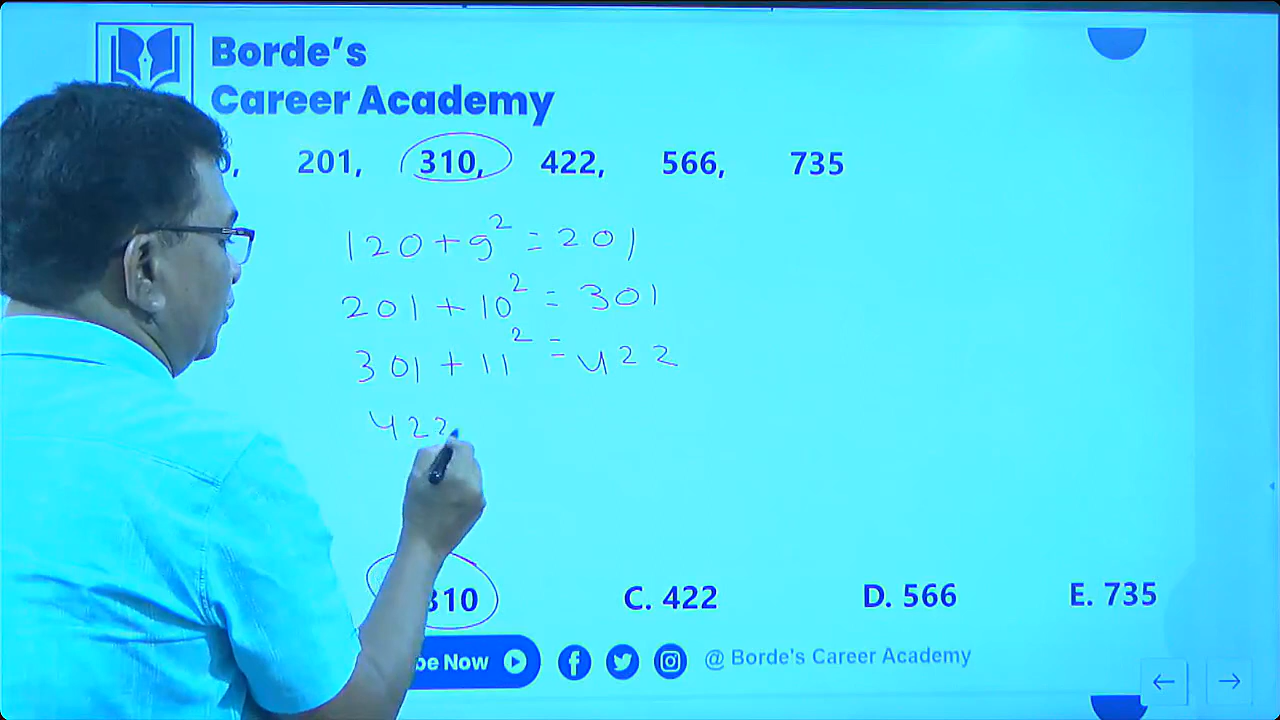 Borde's
Career Academy
0, 201, 310, 422, 566, 735
120 + 9² = 201
201 + 10² = 301
301 + 11² = 422
422
310 C. 422 D. 566 E. 735
be Now @ Borde's Career Academy